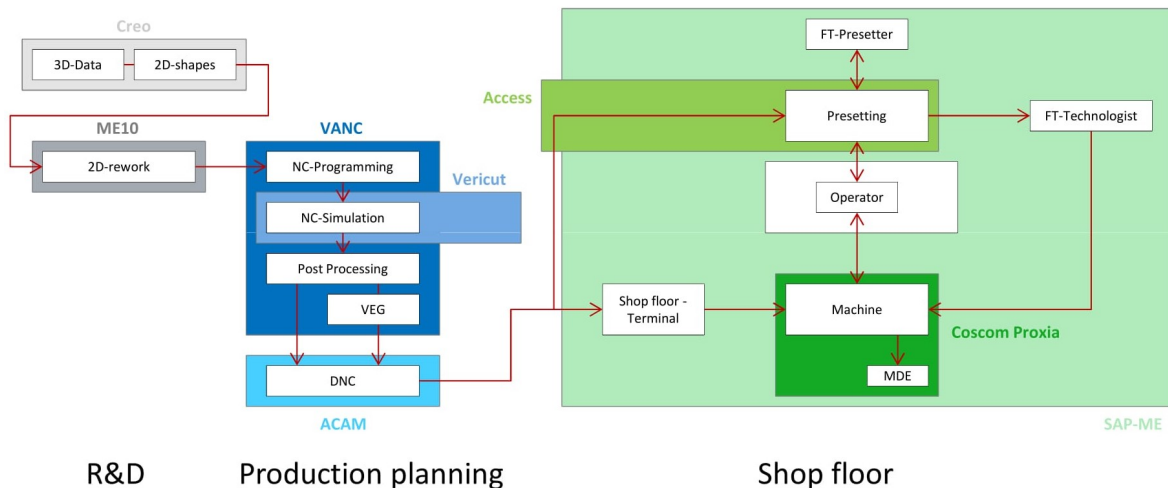 Creo
3D-Data
2D-shapes
ME10
2D-rework
VANC
NC-Programming
Vericut
NC-Simulation
Post Processing
VEG
DNC
ACAM
FT-Presetter
Access
Presetting
FT-Technologist
Operator
Shop floor -
Terminal
Machine
Coscom Proxia
MDE
SAP-ME
R&D
Production planning
Shop floor